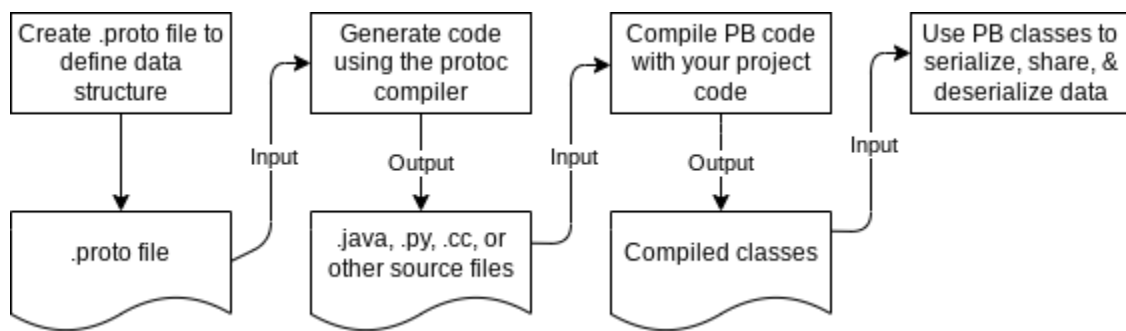 Create .proto file to
define data
structure
Generate code
using the protoc
compiler
Compile PB code
with your project
code
Use PB classes to
serialize, share, &
deserialize data
Input
Output
Input
Output
Input
.proto file
.java, .py, .cc, or
other source files
Compiled classes